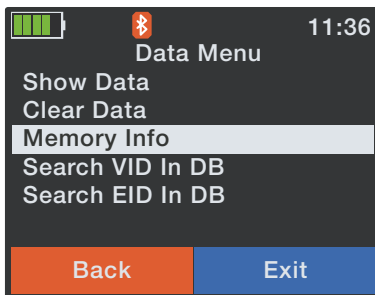 11:36
Data Menu
Show Data
Clear Data
Memory Info
Search VID In DB
Search EID In DB
Back Exit